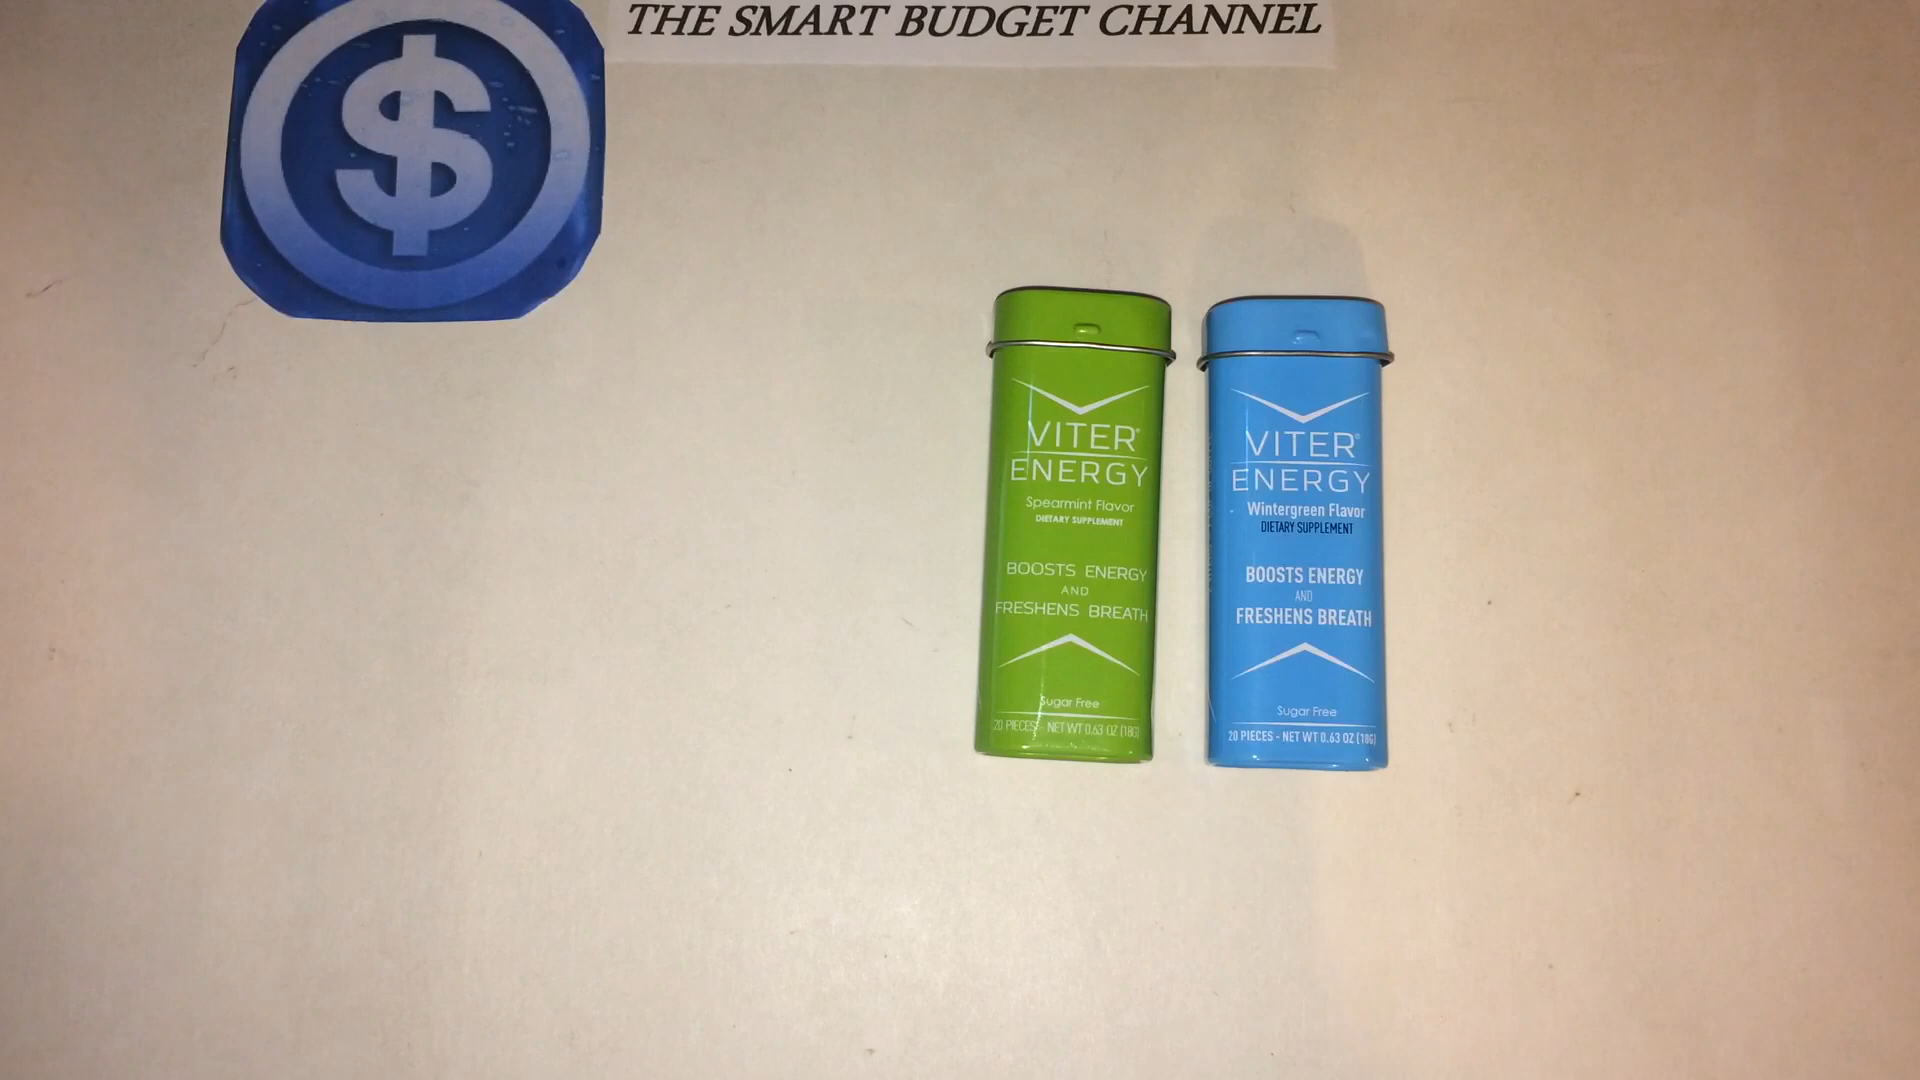 THE SMART BUDGET CHANNEL
$
VITER®
ENERGY
Spearmint Flavor
DIETARY SUPPLEMENT
BOOSTS ENERGY
AND
FRESHENS BREATH
Sugar Free
20 PIECES - NET WT 0.63 OZ (18G)
VITER®
ENERGY
Wintergreen Flavor
DIETARY SUPPLEMENT
BOOSTS ENERGY
AND
FRESHENS BREATH
Sugar Free
20 PIECES - NET WT 0.63 OZ (18G)